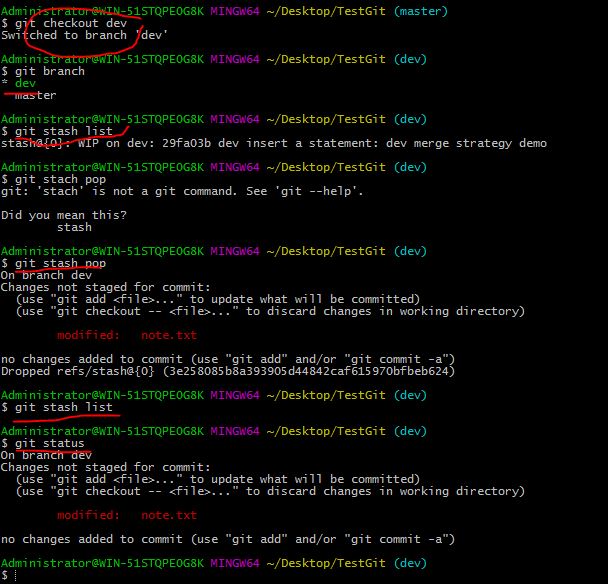 Administrator@WIN-51STQPEOG8K MINGW64 ~/Desktop/TestGit (master)
$ git checkout dev
Switched to branch 'dev'
Administrator@WIN-51STQPEOG8K MINGW64 ~/Desktop/TestGit (dev)
$ git branch
* dev
  master
Administrator@WIN-51STQPEOG8K MINGW64 ~/Desktop/TestGit (dev)
$ git stash list
stash@{0}: WIP on dev: 29fa03b dev insert a statement: dev merge strategy demo
Administrator@WIN-51STQPEOG8K MINGW64 ~/Desktop/TestGit (dev)
$ git stach pop
git: 'stach' is not a git command. See 'git --help'.
Did you mean this?
        stash
Administrator@WIN-51STQPEOG8K MINGW64 ~/Desktop/TestGit (dev)
$ git stash pop
On branch dev
Changes not staged for commit:
  (use "git add <file>..." to update what will be committed)
  (use "git checkout -- <file>..." to discard changes in working directory)
        modified:   note.txt
no changes added to commit (use "git add" and/or "git commit -a")
Dropped refs/stash@{0} (3e258085b8a393905d44842caf615970bfbeb624)
Administrator@WIN-51STQPEOG8K MINGW64 ~/Desktop/TestGit (dev)
$ git stash list
Administrator@WIN-51STQPEOG8K MINGW64 ~/Desktop/TestGit (dev)
$ git status
On branch dev
Changes not staged for commit:
  (use "git add <file>..." to update what will be committed)
  (use "git checkout -- <file>..." to discard changes in working directory)
        modified:   note.txt
no changes added to commit (use "git add" and/or "git commit -a")
Administrator@WIN-51STQPEOG8K MINGW64 ~/Desktop/TestGit (dev)
$